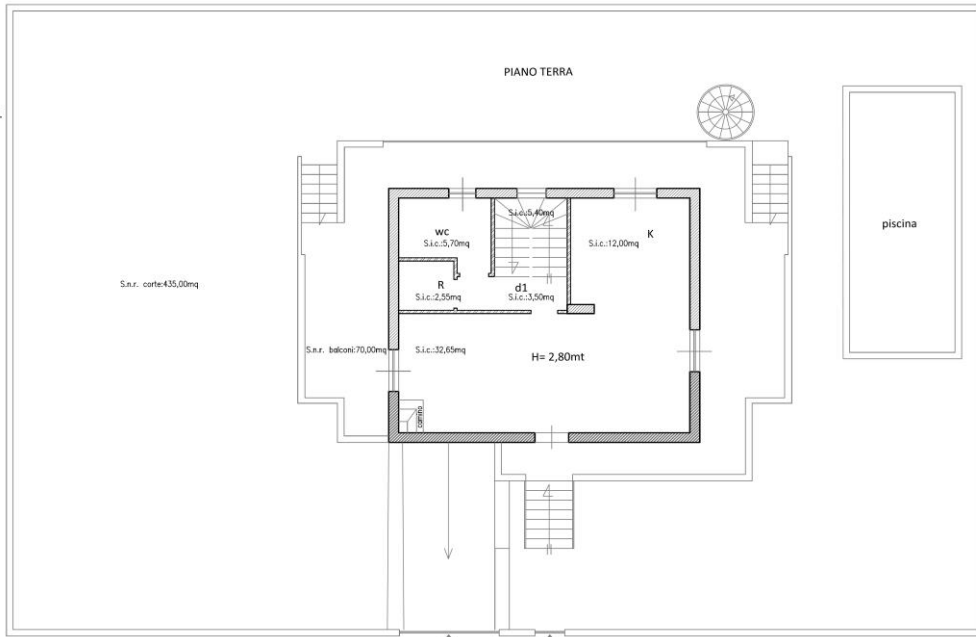 PIANO TERRA
piscina
S.i.c.:5,40mq
wc
S.i.c.:5,70mq
K
S.i.c.:12,00mq
S.n.r. corte:435,00mq
R
S.i.c.:2,55mq
d1
S.i.c.:3,50mq
S.n.r. balconi:70,00mq
S.i.c.:32,65mq
H= 2,80mt
camino